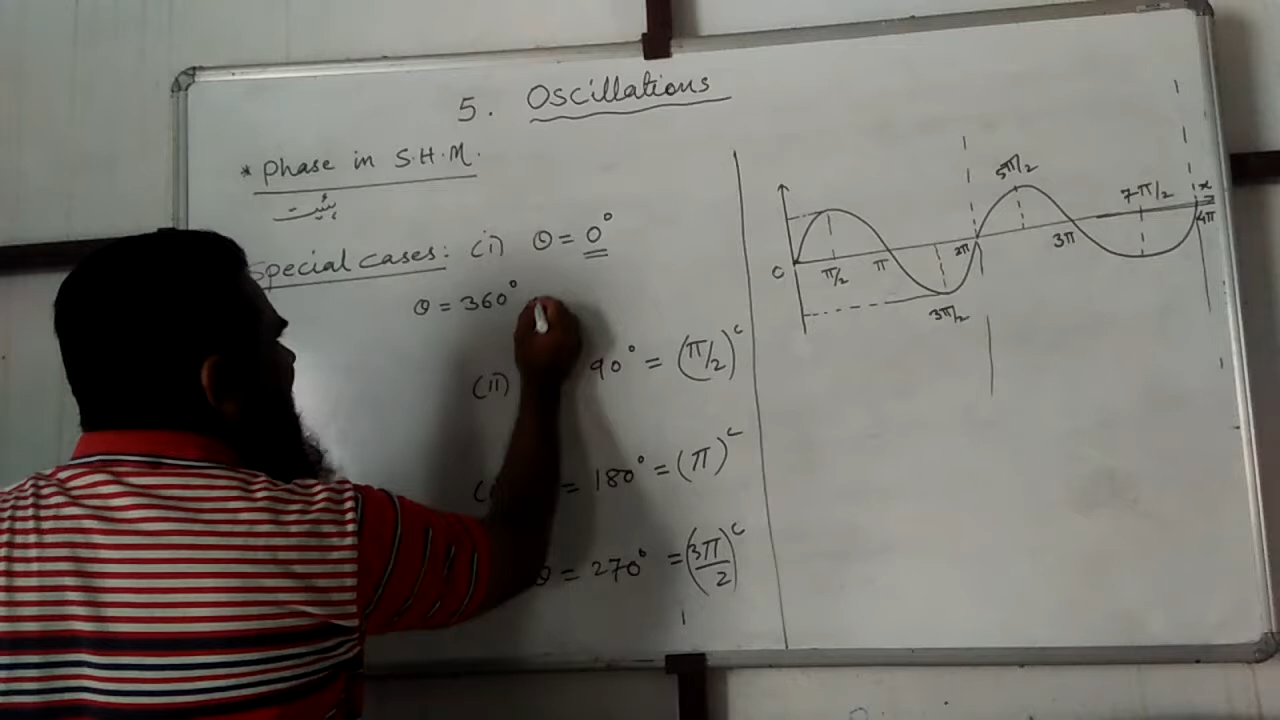 5. Oscillations
* Phase in S.H.M.
ہئیت
Special cases: (i) θ = 0°
θ = 360°
(ii) 90° = (π/2)ᶜ
= 180° = (π)ᶜ
θ = 270° = (3π/2)ᶜ
5π/2
7π/2
x
0 π/2 π 3π/2 2π 3π 4π